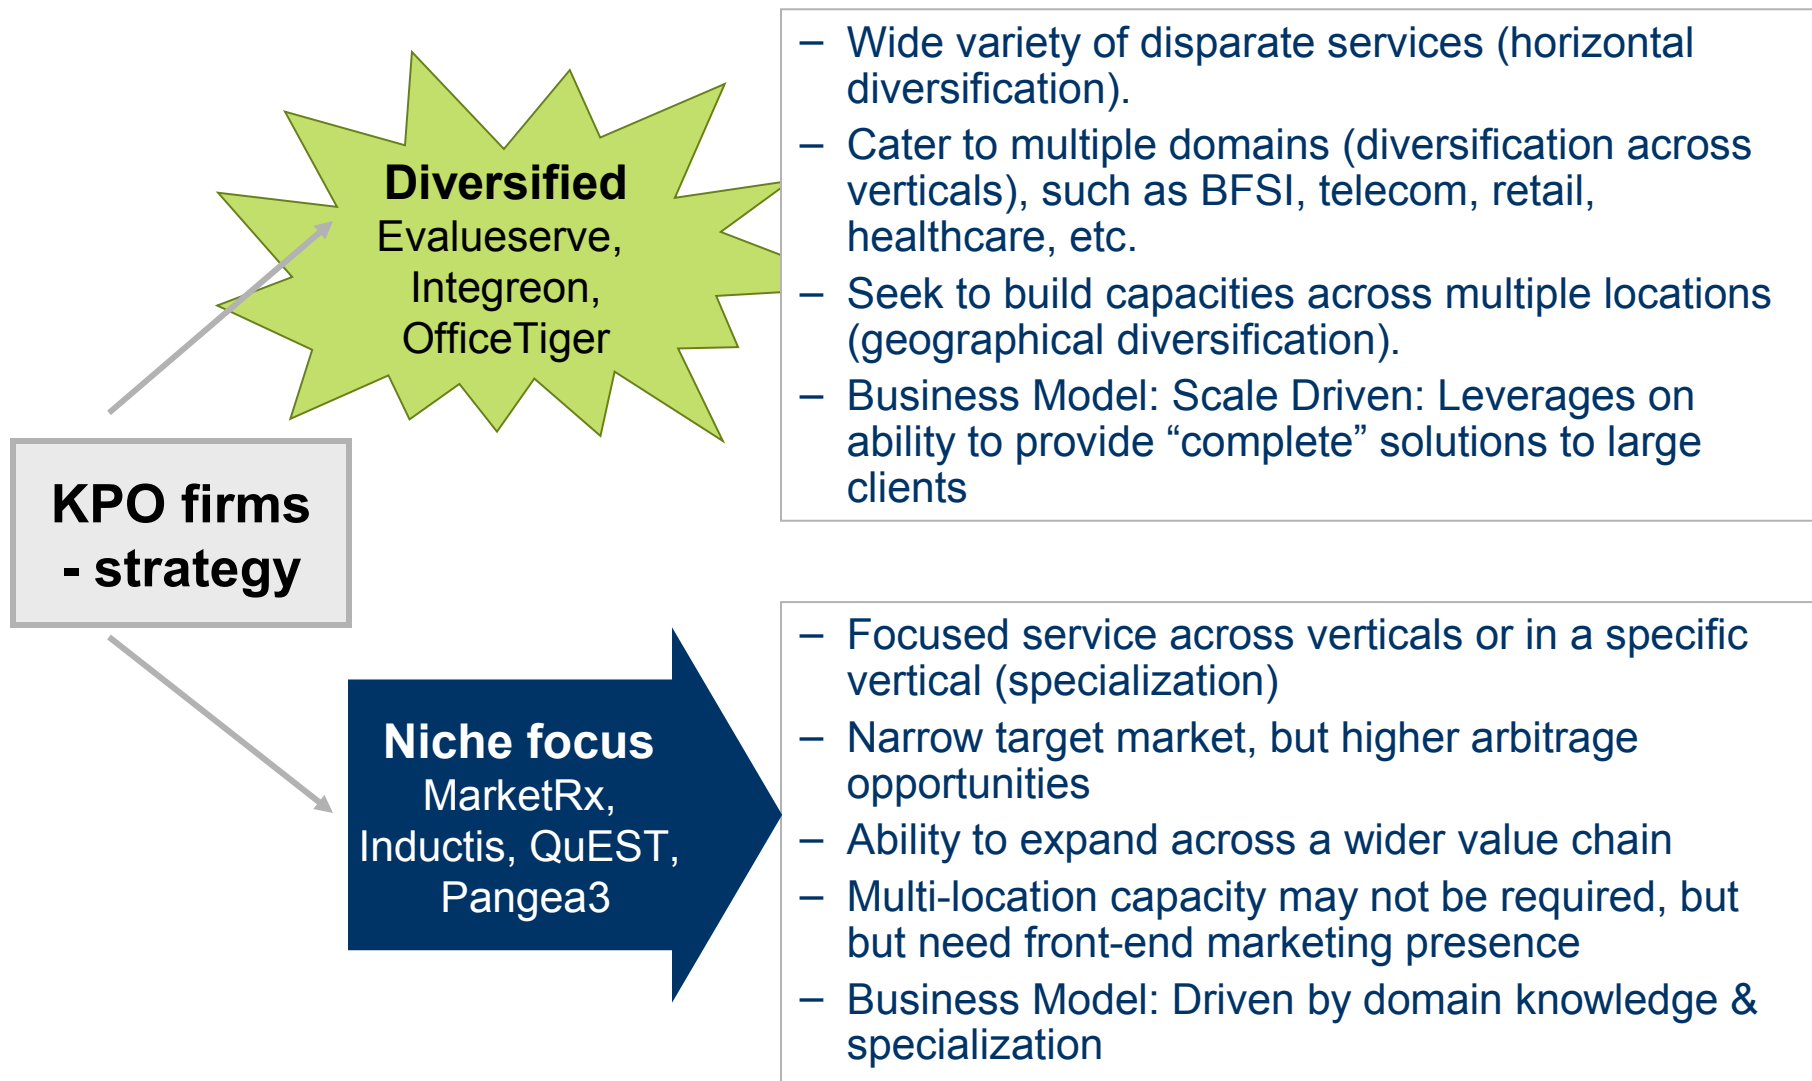 KPO firms
- strategy
Diversified
Evalueserve,
Integreon,
OfficeTiger
– Wide variety of disparate services (horizontal
diversification).
– Cater to multiple domains (diversification across
verticals), such as BFSI, telecom, retail,
healthcare, etc.
– Seek to build capacities across multiple locations
(geographical diversification).
– Business Model: Scale Driven: Leverages on
ability to provide “complete” solutions to large
clients
Niche focus
MarketRx,
Inductis, QuEST,
Pangea3
– Focused service across verticals or in a specific
vertical (specialization)
– Narrow target market, but higher arbitrage
opportunities
– Ability to expand across a wider value chain
– Multi-location capacity may not be required, but
but need front-end marketing presence
– Business Model: Driven by domain knowledge &
specialization